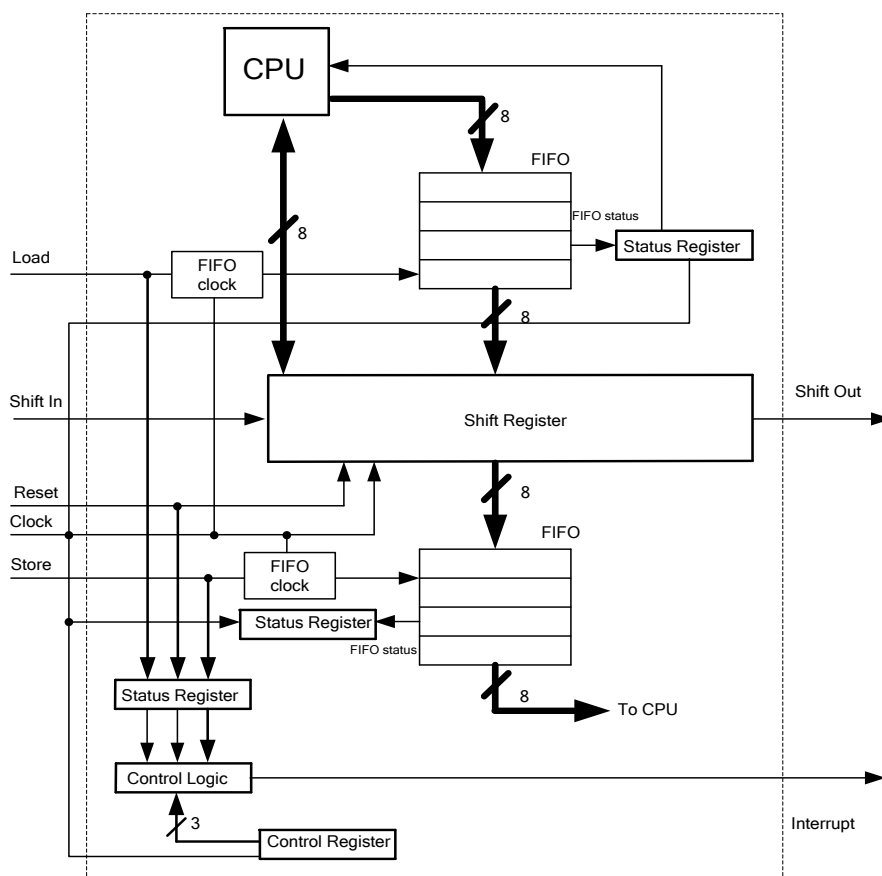 CPU
8
FIFO
FIFO status
8
Status Register
Load
FIFO
clock
8
Shift In
Shift Register
Shift Out
Reset
8
Clock
FIFO
Store
FIFO
clock
Status Register
FIFO status
Status Register
8
To CPU
Control Logic
3
Interrupt
Control Register